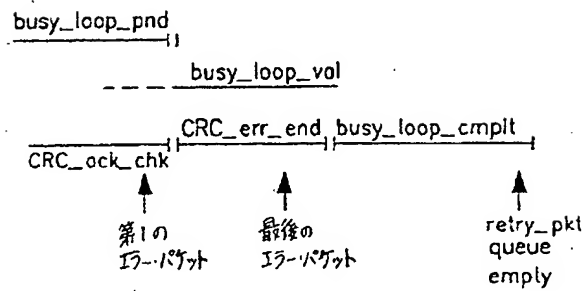 busy_loop_pnd
busy_loop_val
CRC_err_end busy_loop_cmplt
CRC_ack_chk
第1の
エラー・パケット
最後の
エラー・パケット
retry_pkt
queue
empty